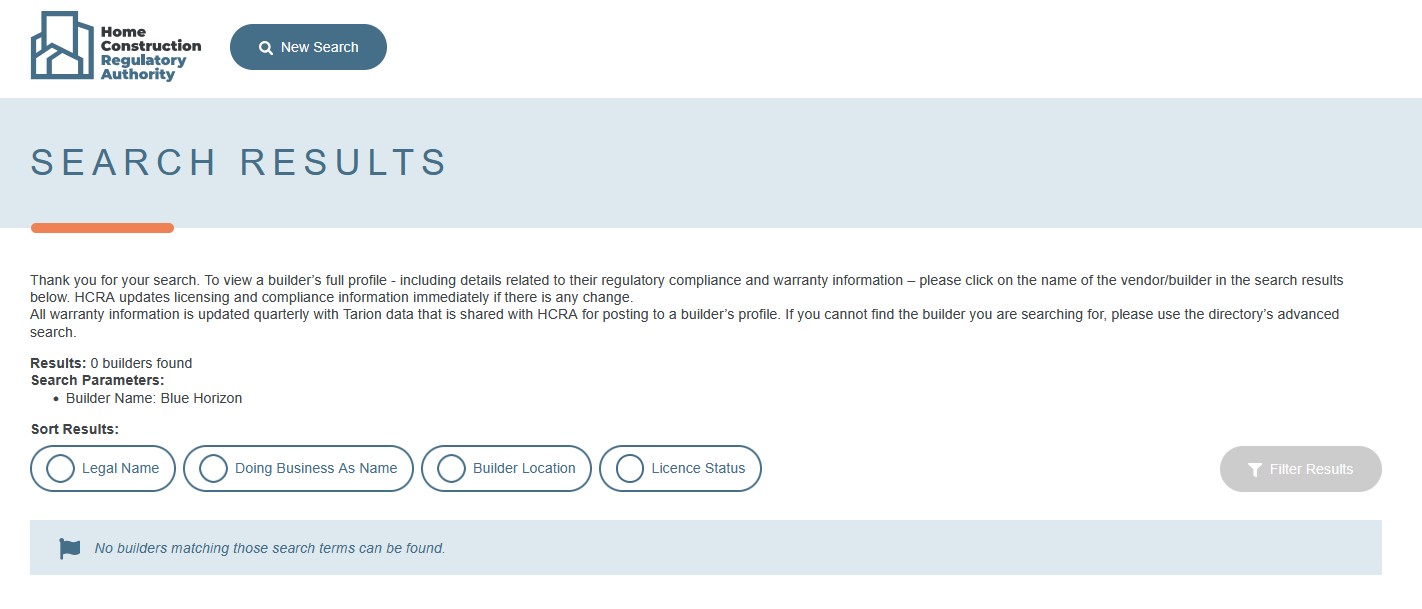 Home
Construction
Regulatory
Authority
New Search
SEARCH RESULTS
Thank you for your search. To view a builder’s full profile - including details related to their regulatory compliance and warranty information – please click on the name of the vendor/builder in the search results
below. HCRA updates licensing and compliance information immediately if there is any change.
All warranty information is updated quarterly with Tarion data that is shared with HCRA for posting to a builder’s profile. If you cannot find the builder you are searching for, please use the directory’s advanced
search.
Results: 0 builders found
Search Parameters:
• Builder Name: Blue Horizon
Sort Results:
Legal Name Doing Business As Name Builder Location Licence Status Filter Results
No builders matching those search terms can be found.